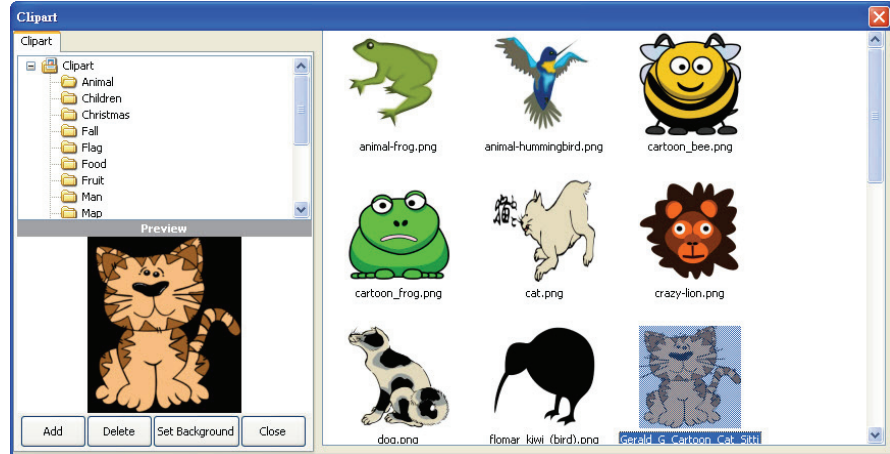 Clipart
Clipart
Clipart
Animal
Children
Christmas
Fall
Flag
Food
Fruit
Man
Map
Preview
Add Delete Set Background Close
animal-frog.png animal-hummingbird.png cartoon_bee.png
猫
cartoon_frog.png cat.png crazy-lion.png
dog.png flomar_kiwi_(bird).png Gerald_G_Cartoon_Cat_Sitti